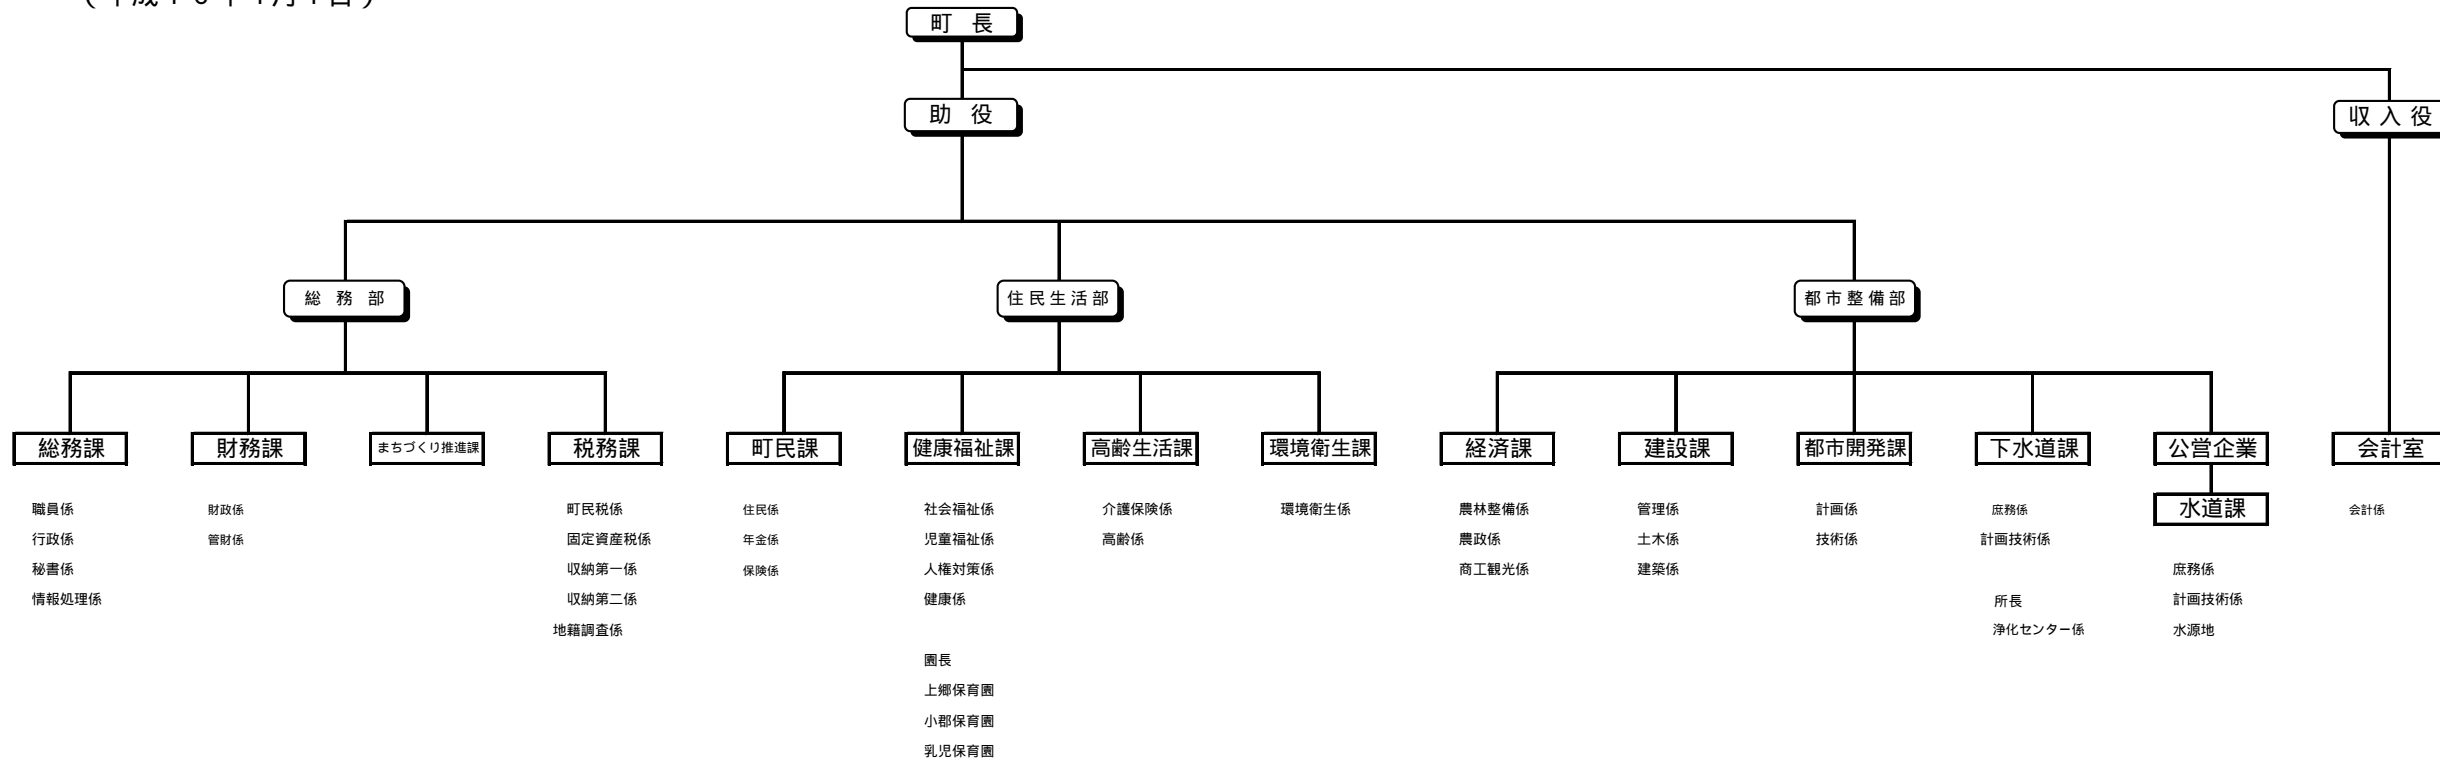 町 長
助 役
収 入 役
総 務 部
住 民 生 活 部
都 市 整 備 部
総務課
財務課
まちづくり推進課
税務課
町民課
健康福祉課
高齢生活課
環境衛生課
経済課
建設課
都市開発課
下水道課
公営企業
会計室
水道課
職員係
行政係
秘書係
情報処理係
財政係
管財係
町民税係
固定資産税係
収納第一係
収納第二係
地籍調査係
住民係
年金係
保険係
社会福祉係
児童福祉係
人権対策係
健康係
園長
上郷保育園
小郡保育園
乳児保育園
介護保険係
高齢係
環境衛生係
農林整備係
農政係
商工観光係
管理係
土木係
建築係
計画係
技術係
庶務係
計画技術係
所長
浄化センター係
庶務係
計画技術係
水源地
会計係